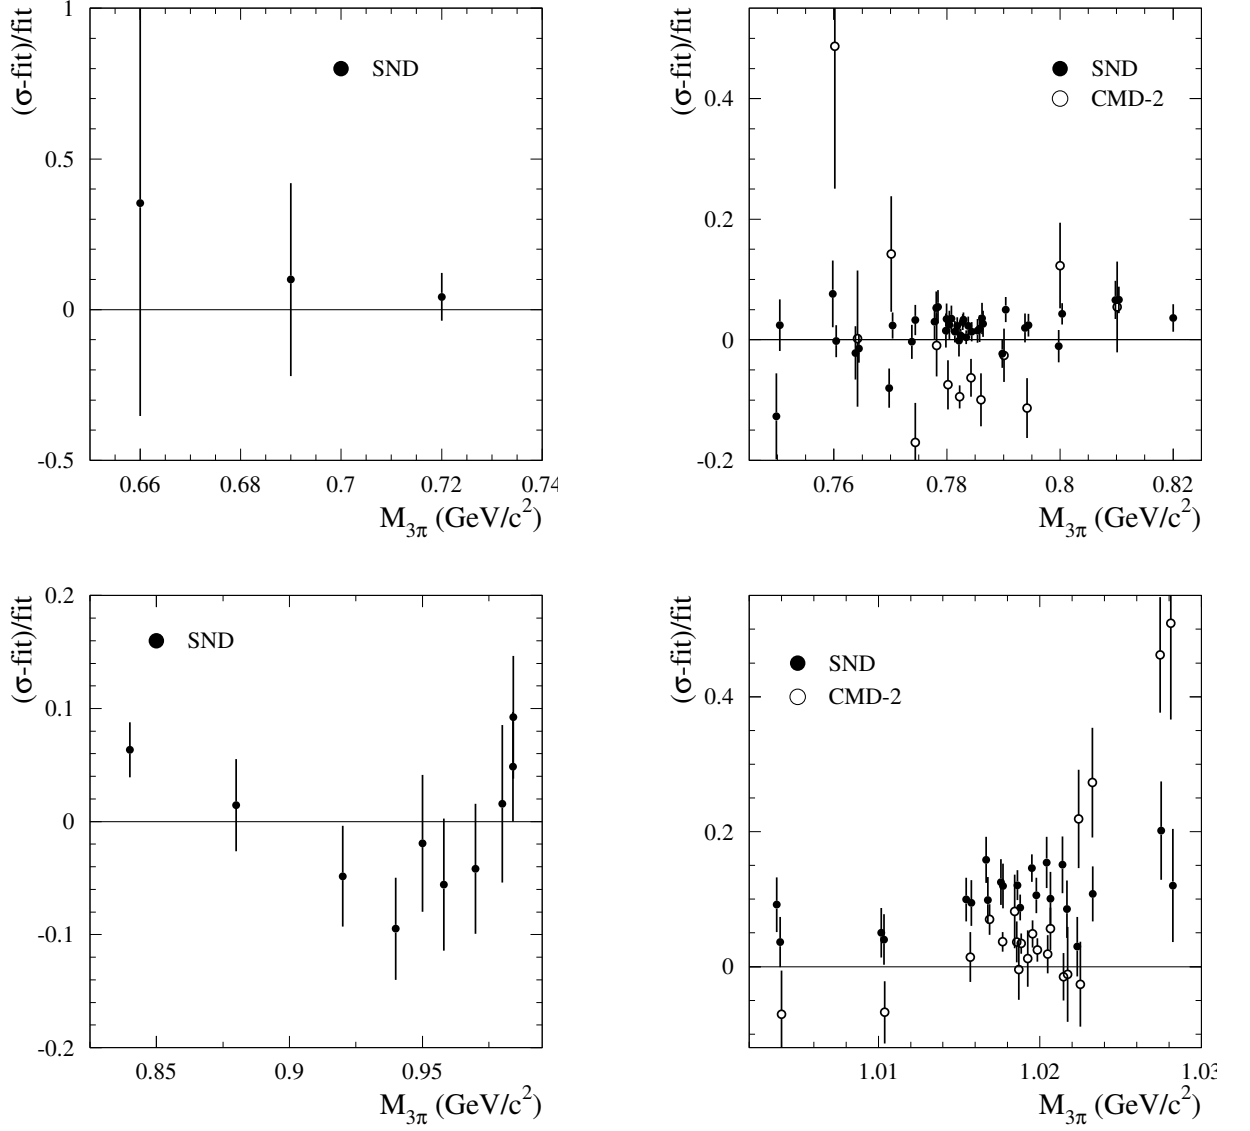 (σ-fit)/fit
1
0.5
0
-0.5
SND
0.66 0.68 0.7 0.72 0.74
M3π (GeV/c2)
(σ-fit)/fit
0.4
0.2
0
-0.2
SND
CMD-2
0.76 0.78 0.8 0.82
M3π (GeV/c2)
(σ-fit)/fit
0.2
0.1
0
-0.1
-0.2
SND
0.85 0.9 0.95
M3π (GeV/c2)
(σ-fit)/fit
0.4
0.2
0
SND
CMD-2
1.01 1.02 1.03
M3π (GeV/c2)